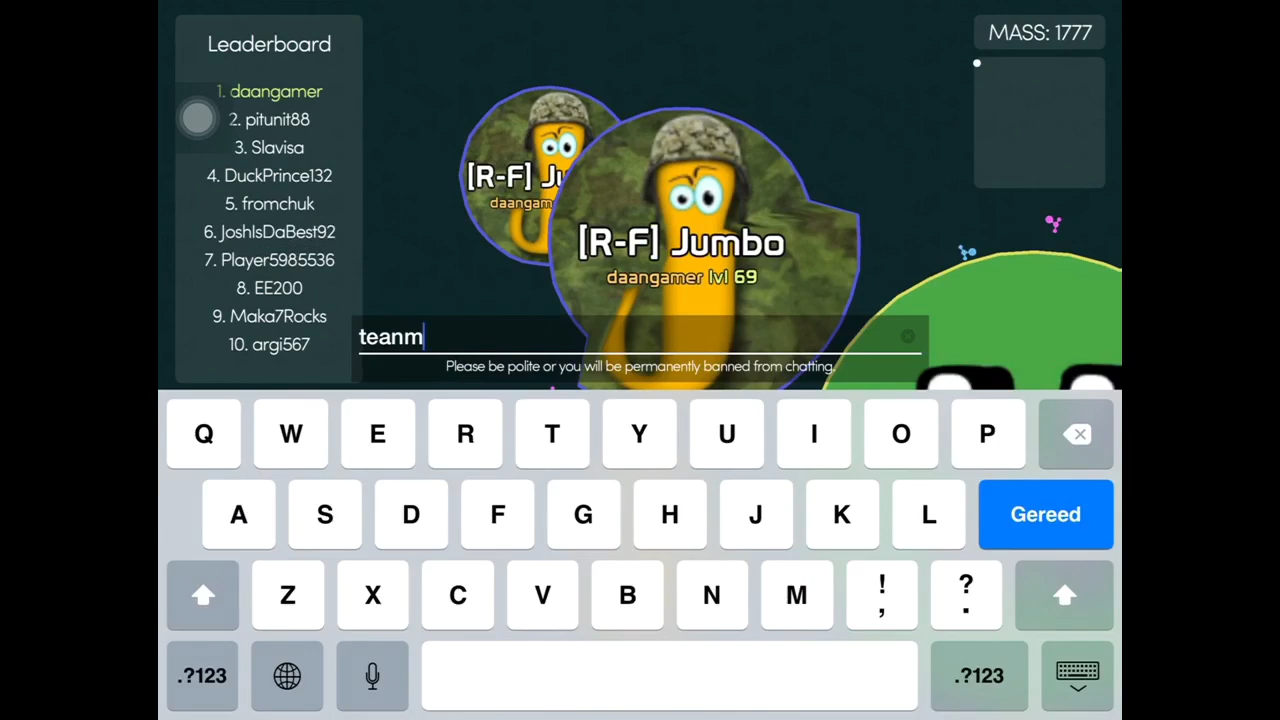 Leaderboard
1. daangamer
2. pitunit88
3. Slavisa
4. DuckPrince132
5. fromchuk
6. JoshIsDaBest92
7. Player5985536
8. EE200
9. Maka7Rocks
10. argi567
MASS: 1777
[R-F] Ju
daangam
[R-F] Jumbo
daangamer lvl 69
teanm
Please be polite or you will be permanently banned from chatting.
Q W E R T Y U I O P
A S D F G H J K L Gereed
Z X C V B N M ! , ? .
.?123 .?123